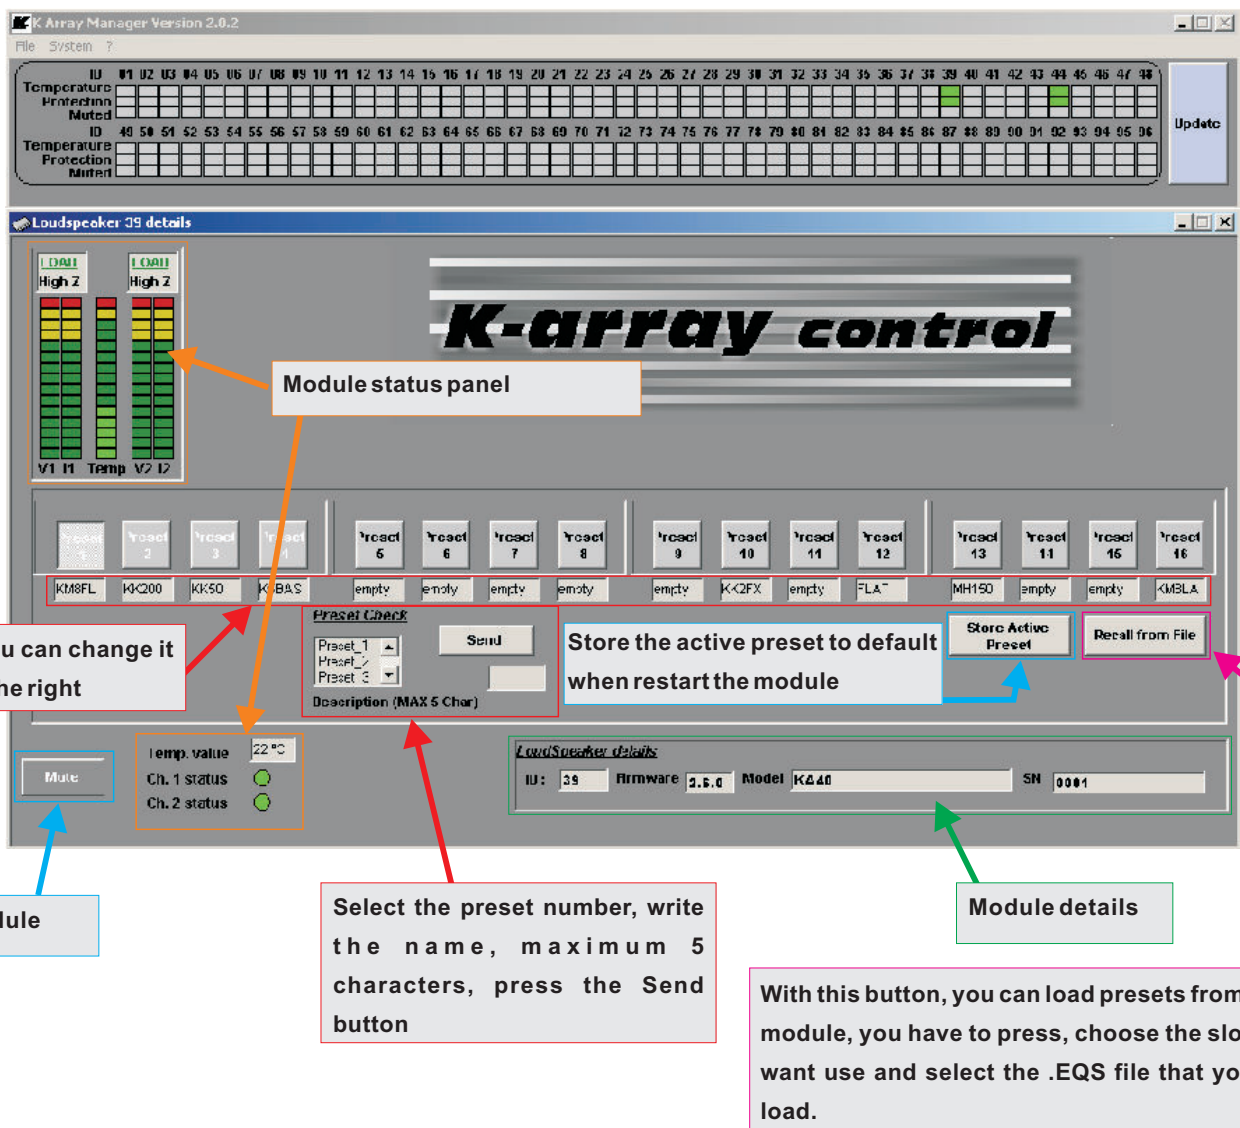 K Array Manager Version 2.0.2
File System ?
ID 01 02 03 04 05 06 07 08 09 10 11 12 13 14 15 16 17 18 19 20 21 22 23 24 25 26 27 28 29 30 31 32 33 34 35 36 37 38 39 40 41 42 43 44 45 46 47 48
Temperature
Protection
Muted
ID 49 50 51 52 53 54 55 56 57 58 59 60 61 62 63 64 65 66 67 68 69 70 71 72 73 74 75 76 77 78 79 80 81 82 83 84 85 86 87 88 89 90 91 92 93 94 95 96
Temperature
Protection
Muted
Update
Loudspeaker 39 details
LOAD LOAD
High Z High Z
K-array control
Module status panel
V1 I1 Temp V2 I2
Preset 1 Preset 2 Preset 3 Preset 4 Preset 5 Preset 6 Preset 7 Preset 8 Preset 9 Preset 10 Preset 11 Preset 12 Preset 13 Preset 14 Preset 15 Preset 16
KM8FL KK200 KK50 empty empty empty empty empty KK2FX empty FLAT MH150 empty empty
Preset Check
Preset_1
Preset_2
Preset_3
Send
Description (MAX 5 Char)
u can change it
he right
Store the active preset to default
when restart the module
Store Active
Preset
Recall from File
Mute
Temp. value 22 °C
Ch. 1 status
Ch. 2 status
LoudSpeaker details
ID: 39 Firmware 2.6.0 Model KA40 SN 0001
dule
Select the preset number, write
the name, maximum 5
characters, press the Send
button
Module details
With this button, you can load presets from
module, you have to press, choose the slo
want use and select the .EQS file that yo
load.